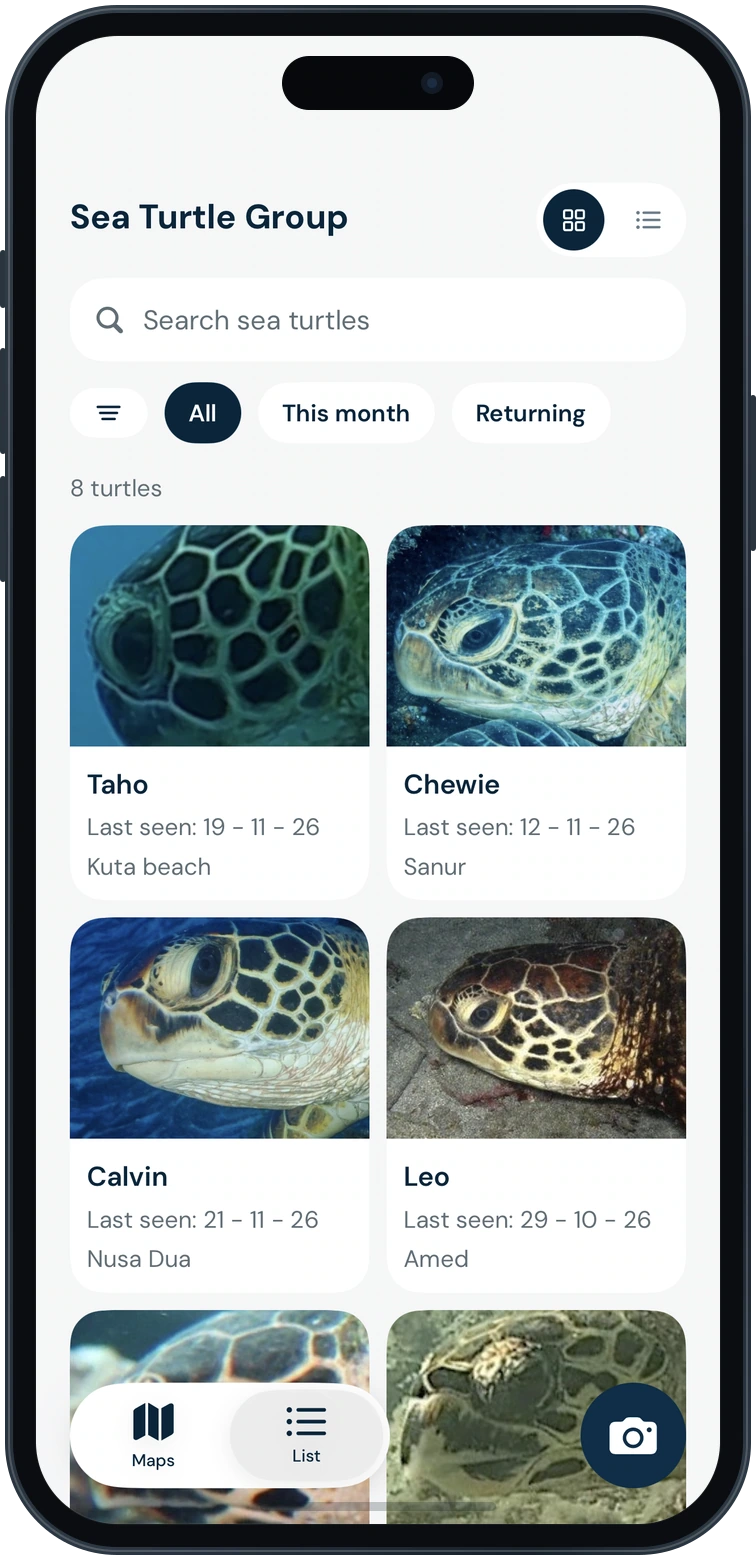 Sea Turtle Group
Search sea turtles
All
This month
Returning
8 turtles
Taho
Last seen: 19 - 11 - 26
Kuta beach
Chewie
Last seen: 12 - 11 - 26
Sanur
Calvin
Last seen: 21 - 11 - 26
Nusa Dua
Leo
Last seen: 29 - 10 - 26
Amed
Maps
List